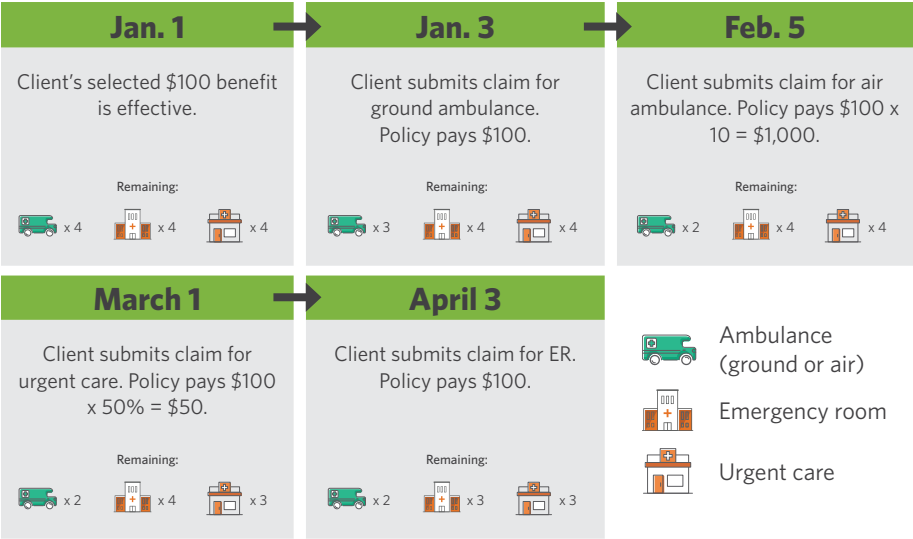 Jan. 1
Client's selected $100 benefit
is effective.
Remaining:
x 4
x 4
x 4
Jan. 3
Client submits claim for
ground ambulance.
Policy pays $100.
Remaining:
x 3
x 4
x 4
Feb. 5
Client submits claim for air
ambulance. Policy pays $100 x
10 = $1,000.
Remaining:
x 2
x 4
x 4
March 1
Client submits claim for
urgent care. Policy pays $100
x 50% = $50.
Remaining:
x 2
x 4
x 3
April 3
Client submits claim for ER.
Policy pays $100.
Remaining:
x 2
x 3
x 3
Ambulance
(ground or air)
Emergency room
Urgent care